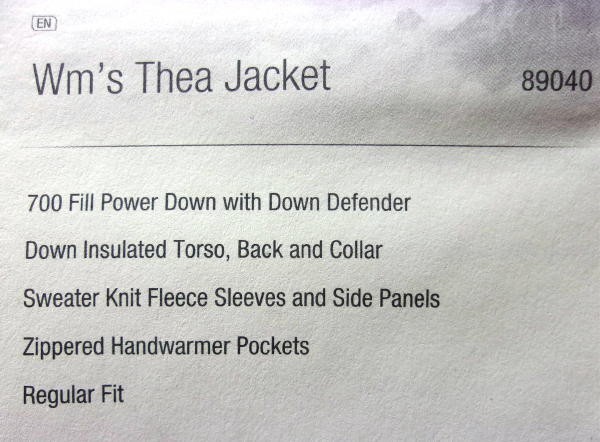 EN
Wm's Thea Jacket 89040
700 Fill Power Down with Down Defender
Down Insulated Torso, Back and Collar
Sweater Knit Fleece Sleeves and Side Panels
Zippered Handwarmer Pockets
Regular Fit